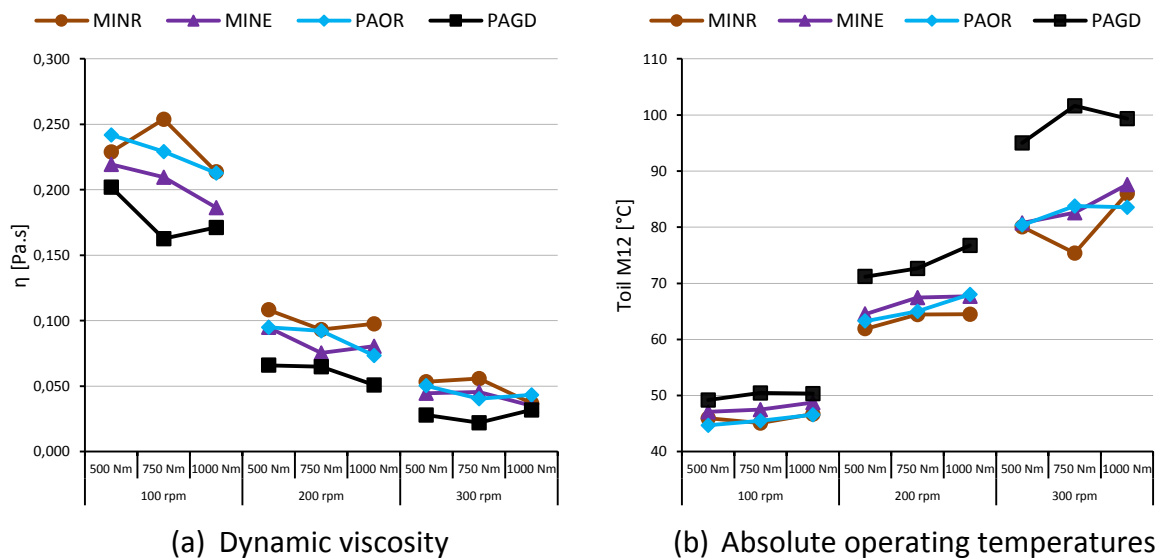 MINR MINE PAOR PAGD
0,300
0,250
0,200
0,150
0,100
0,050
0,000
η [Pa.s]
500 Nm 750 Nm 1000 Nm 500 Nm 750 Nm 1000 Nm 500 Nm 750 Nm 1000 Nm
100 rpm 200 rpm 300 rpm
(a) Dynamic viscosity
MINR MINE PAOR PAGD
110
100
90
80
70
60
50
40
Toil M12 [°C]
500 Nm 750 Nm 1000 Nm 500 Nm 750 Nm 1000 Nm 500 Nm 750 Nm 1000 Nm
100 rpm 200 rpm 300 rpm
(b) Absolute operating temperatures